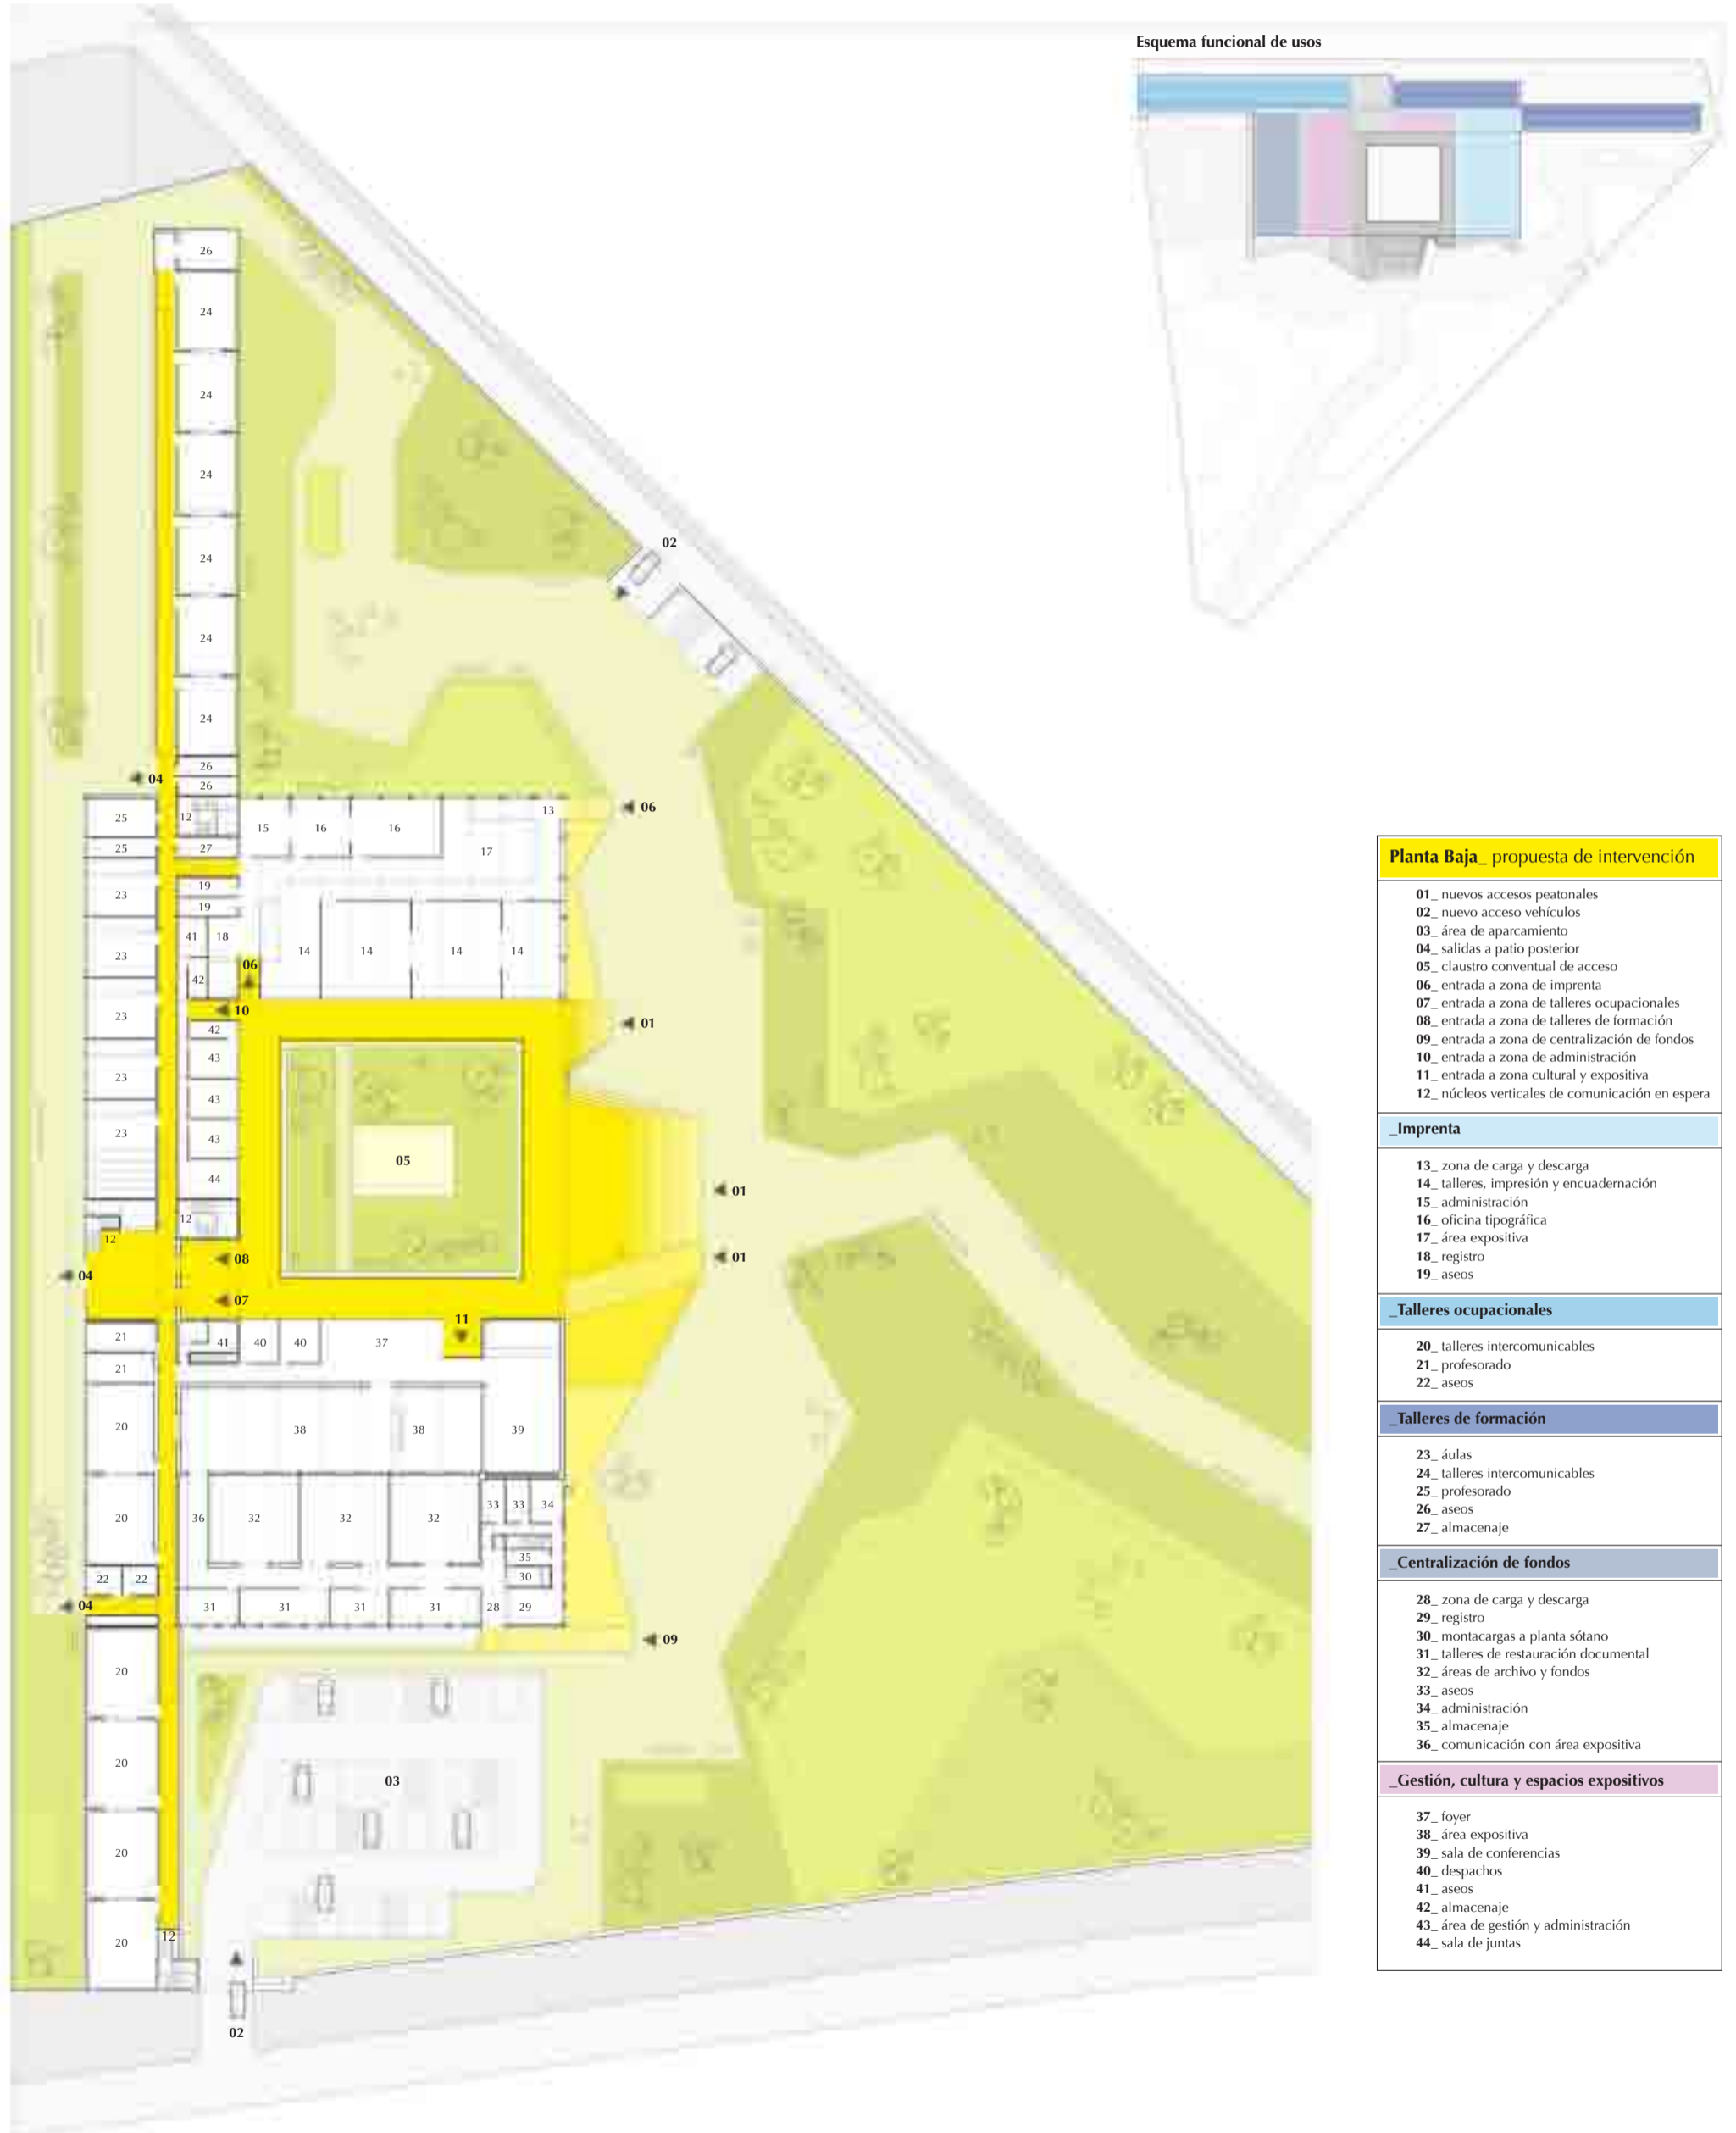 Esquema funcional de usos
26
24
24
24
02
24
24
24
26
04
26
06
13
25
12
15
16
16
17
25
27
19
23
19
41
18
14
14
14
14
23
06
42
10
23
01
42
43
23
43
23
43
05
44
01
12
12
08
01
04
07
11
21
41
40
40
37
21
20
38
38
39
33
33
34
20
36
32
32
32
35
22
22
30
04
31
31
31
31
28
29
09
20
20
03
20
20
12
02
Planta Baja_ propuesta de intervención
01_ nuevos accesos peatonales
02_ nuevo acceso vehículos
03_ área de aparcamiento
04_ salidas a patio posterior
05_ claustro conventual de acceso
06_ entrada a zona de imprenta
07_ entrada a zona de talleres ocupacionales
08_ entrada a zona de talleres de formación
09_ entrada a zona de centralización de fondos
10_ entrada a zona de administración
11_ entrada a zona cultural y expositiva
12_ núcleos verticales de comunicación en espera
_Imprenta
13_ zona de carga y descarga
14_ talleres, impresión y encuadernación
15_ administración
16_ oficina tipográfica
17_ área expositiva
18_ registro
19_ aseos
_Talleres ocupacionales
20_ talleres intercomunicables
21_ profesorado
22_ aseos
_Talleres de formación
23_ áulas
24_ talleres intercomunicables
25_ profesorado
26_ aseos
27_ almacenaje
_Centralización de fondos
28_ zona de carga y descarga
29_ registro
30_ montacargas a planta sótano
31_ talleres de restauración documental
32_ áreas de archivo y fondos
33_ aseos
34_ administración
35_ almacenaje
36_ comunicación con área expositiva
_Gestión, cultura y espacios expositivos
37_ foyer
38_ área expositiva
39_ sala de conferencias
40_ despachos
41_ aseos
42_ almacenaje
43_ área de gestión y administración
44_ sala de juntas